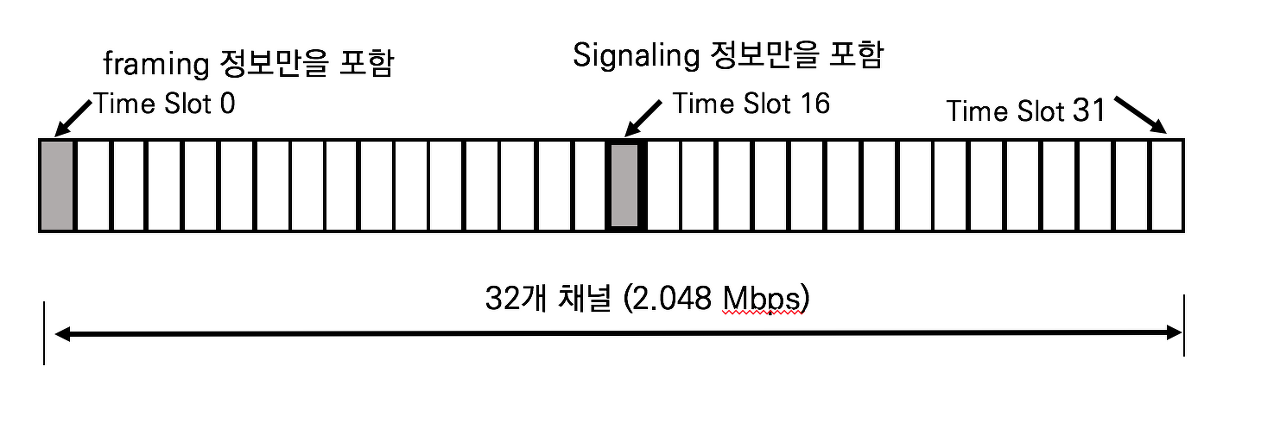 framing 정보만을 포함
Signaling 정보만을 포함
Time Slot 0
Time Slot 16
Time Slot 31
32개 채널 (2.048 Mbps)